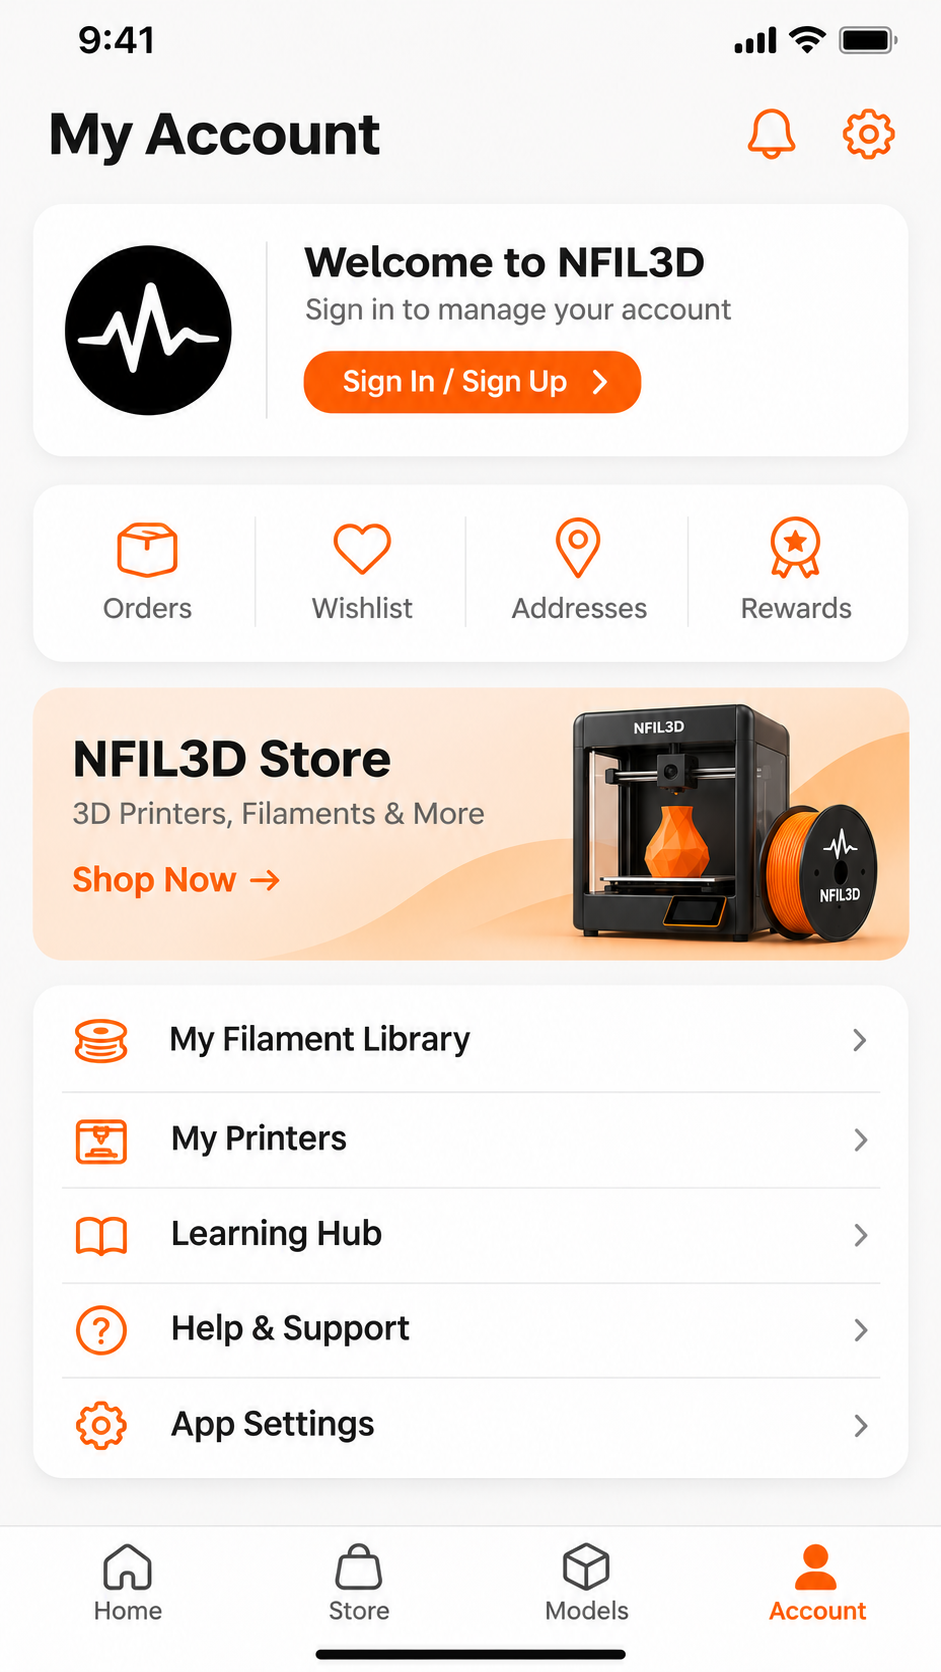 9:41
My Account
Welcome to NFIL3D
Sign in to manage your account
Sign In / Sign Up
Orders
Wishlist
Addresses
Rewards
NFIL3D Store
3D Printers, Filaments & More
Shop Now →
NFIL3D
NFIL3D
My Filament Library
My Printers
Learning Hub
Help & Support
App Settings
Home
Store
Models
Account